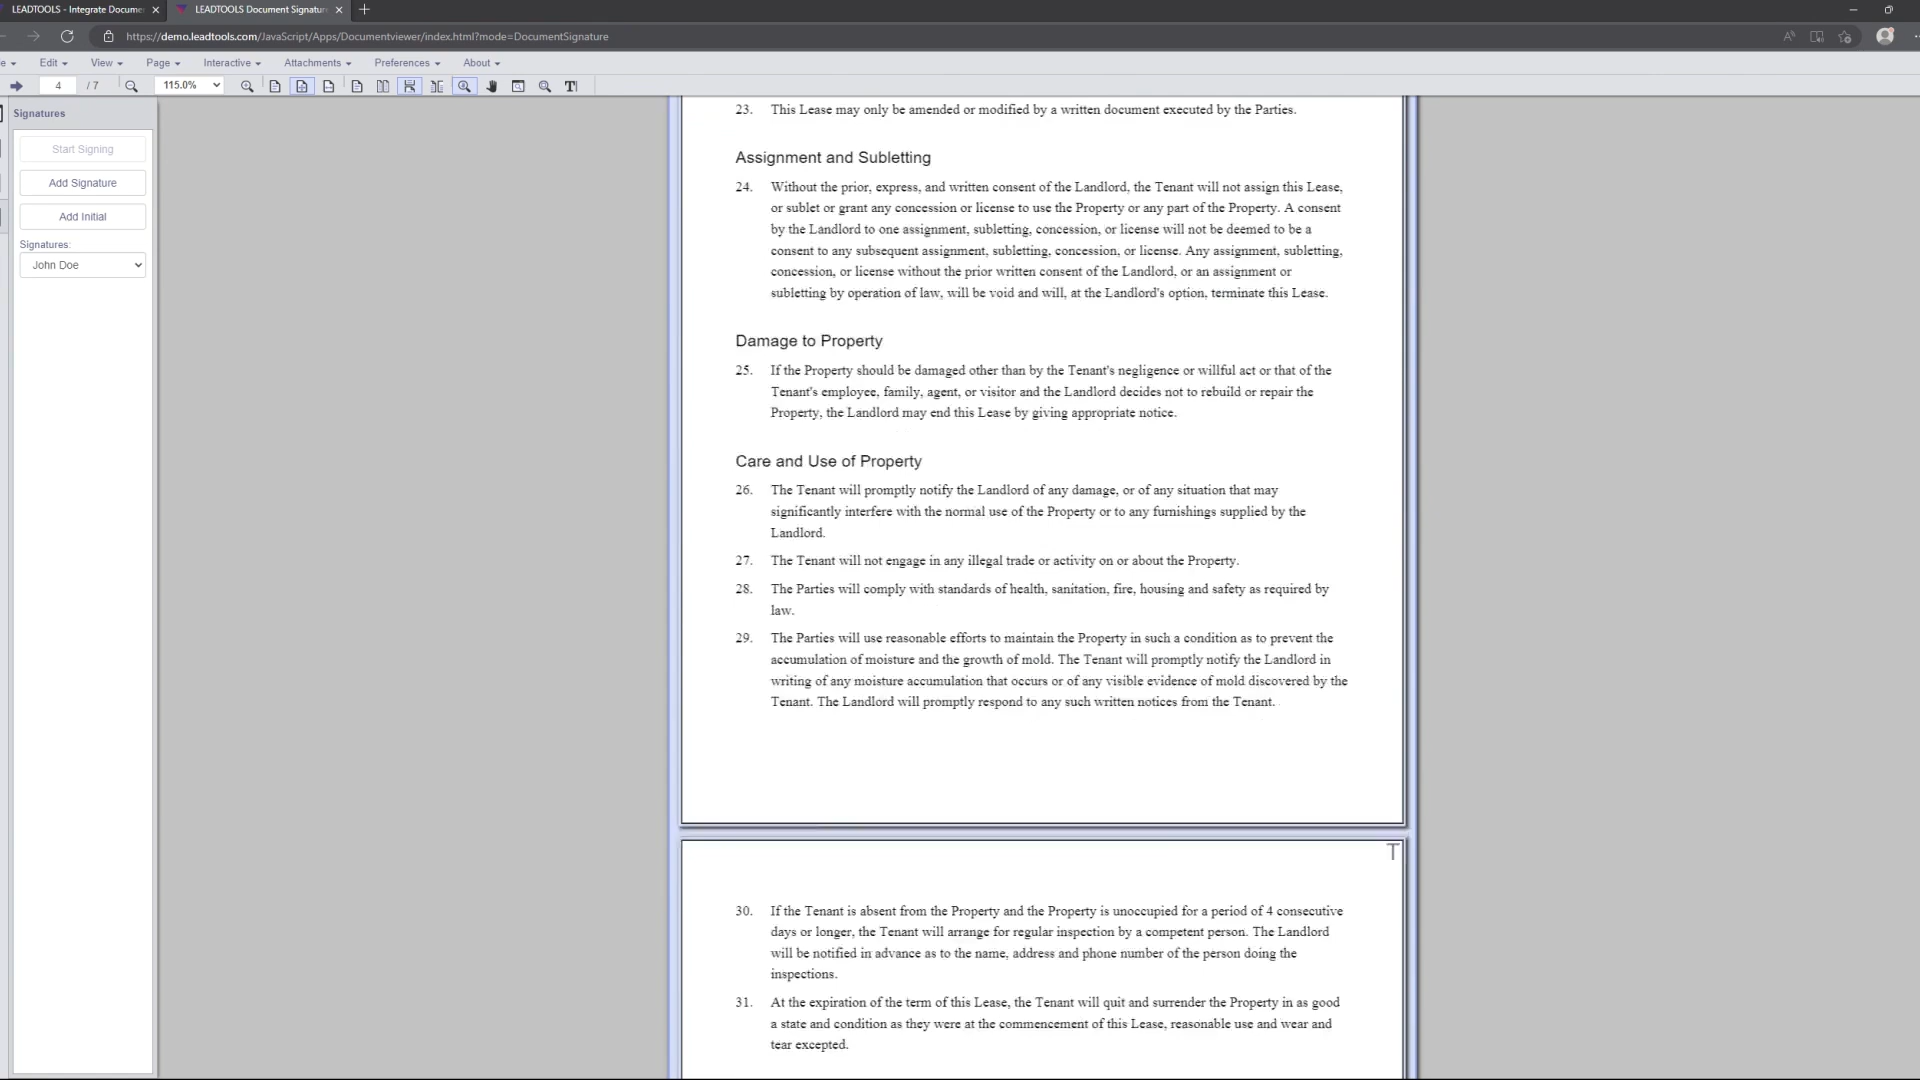 LEADTOOLS - Integrate Docume
LEADTOOLS Document Signatur
https://demo.leadtools.com/JavaScript/Apps/Documentviewer/index.html?mode=DocumentSignature
e Edit View Page Interactive Attachments Preferences About
4 / 7 115.0%
Signatures
Start Signing
Add Signature
Add Initial
Signatures:
John Doe
23. This Lease may only be amended or modified by a written document executed by the Parties.
Assignment and Subletting
24. Without the prior, express, and written consent of the Landlord, the Tenant will not assign this Lease,
or sublet or grant any concession or license to use the Property or any part of the Property. A consent
by the Landlord to one assignment, subletting, concession, or license will not be deemed to be a
consent to any subsequent assignment, subletting, concession, or license. Any assignment, subletting,
concession, or license without the prior written consent of the Landlord, or an assignment or
subletting by operation of law, will be void and will, at the Landlord's option, terminate this Lease.
Damage to Property
25. If the Property should be damaged other than by the Tenant's negligence or willful act or that of the
Tenant's employee, family, agent, or visitor and the Landlord decides not to rebuild or repair the
Property, the Landlord may end this Lease by giving appropriate notice.
Care and Use of Property
26. The Tenant will promptly notify the Landlord of any damage, or of any situation that may
significantly interfere with the normal use of the Property or to any furnishings supplied by the
Landlord.
27. The Tenant will not engage in any illegal trade or activity on or about the Property.
28. The Parties will comply with standards of health, sanitation, fire, housing and safety as required by
law.
29. The Parties will use reasonable efforts to maintain the Property in such a condition as to prevent the
accumulation of moisture and the growth of mold. The Tenant will promptly notify the Landlord in
writing of any moisture accumulation that occurs or of any visible evidence of mold discovered by the
Tenant. The Landlord will promptly respond to any such written notices from the Tenant.
T
30. If the Tenant is absent from the Property and the Property is unoccupied for a period of 4 consecutive
days or longer, the Tenant will arrange for regular inspection by a competent person. The Landlord
will be notified in advance as to the name, address and phone number of the person doing the
inspections.
31. At the expiration of the term of this Lease, the Tenant will quit and surrender the Property in as good
a state and condition as they were at the commencement of this Lease, reasonable use and wear and
tear excepted.